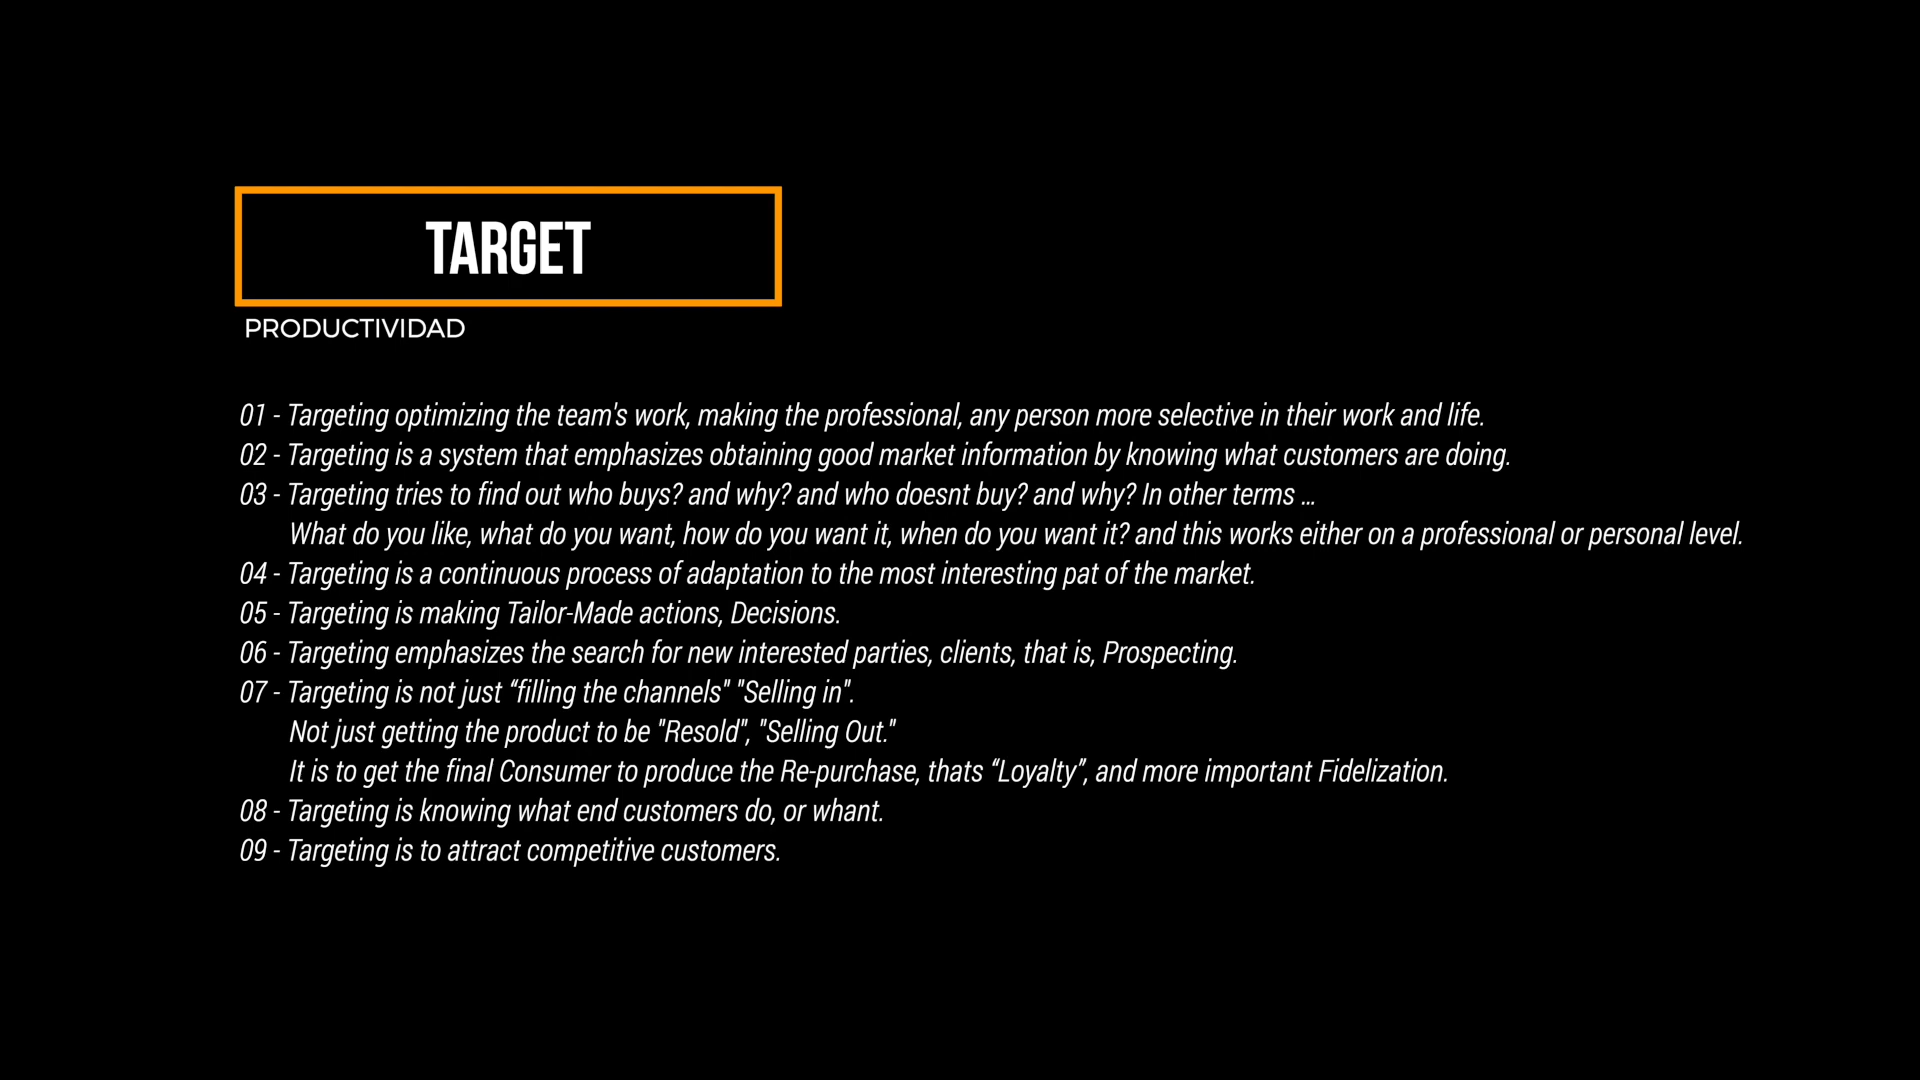 TARGET
PRODUCTIVIDAD
01 - Targeting optimizing the team's work, making the professional, any person more selective in their work and life.
02 - Targeting is a system that emphasizes obtaining good market information by knowing what customers are doing.
03 - Targeting tries to find out who buys? and why? and who doesnt buy? and why? In other terms ...
What do you like, what do you want, how do you want it, when do you want it? and this works either on a professional or personal level.
04 - Targeting is a continuous process of adaptation to the most interesting pat of the market.
05 - Targeting is making Tailor-Made actions, Decisions.
06 - Targeting emphasizes the search for new interested parties, clients, that is, Prospecting.
07 - Targeting is not just “filling the channels" "Selling in".
Not just getting the product to be "Resold", "Selling Out."
It is to get the final Consumer to produce the Re-purchase, thats “Loyalty”, and more important Fidelization.
08 - Targeting is knowing what end customers do, or whant.
09 - Targeting is to attract competitive customers.